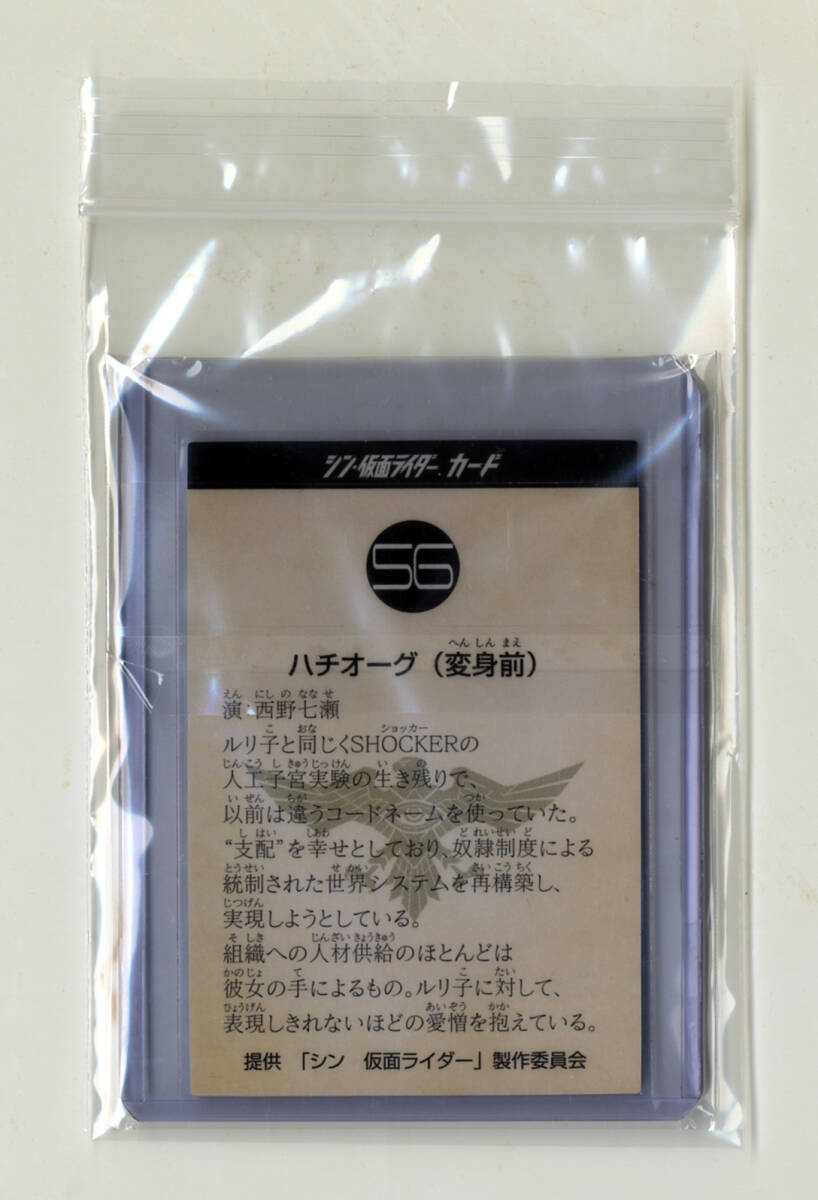 シン・仮面ライダー カード
56
ハチオーグ（変身前）
演：西野七瀬
ルリ子と同じくSHOCKERの
人工子宮実験の生き残りで、
以前は違うコードネームを使っていた。
“支配”を幸せとしており、奴隷制度による
統制された世界システムを再構築し、
実現しようとしている。
組織への人材供給のほとんどは
彼女の手によるもの。ルリ子に対して、
表現しきれないほどの愛憎を抱えている。
提供 「シン 仮面ライダー」製作委員会